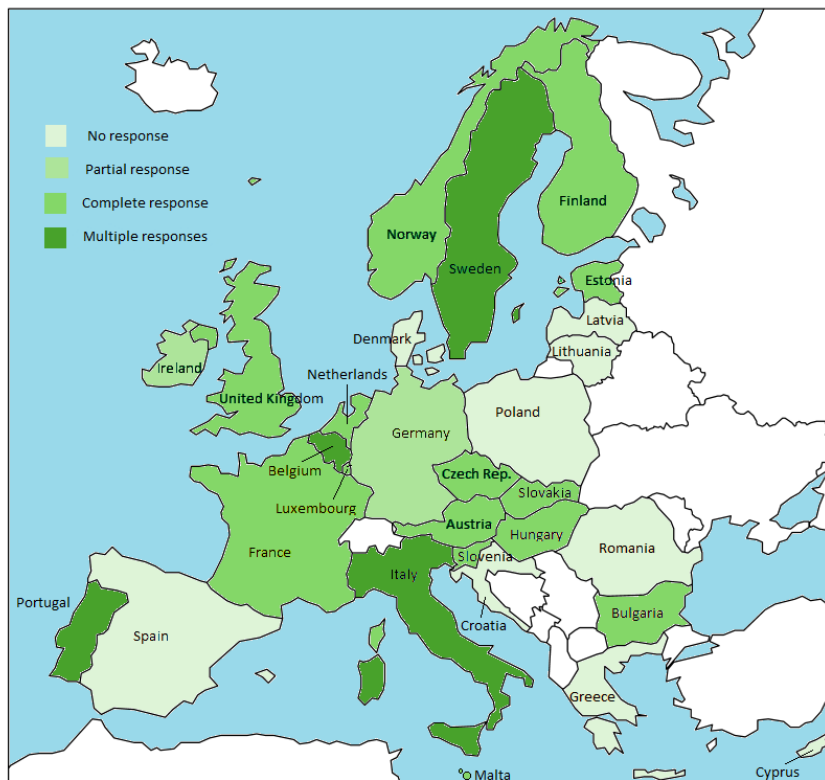 No response
Partial response
Complete response
Multiple responses
Norway
Finland
Sweden
Estonia
Latvia
Denmark
Lithuania
Netherlands
Ireland
United Kingdom
Poland
Germany
Belgium
Czech Rep.
Slovakia
Luxembourg
Austria
Hungary
France
Slovenia
Romania
Italy
Portugal
Bulgaria
Croatia
Spain
Greece
Cyprus
Malta